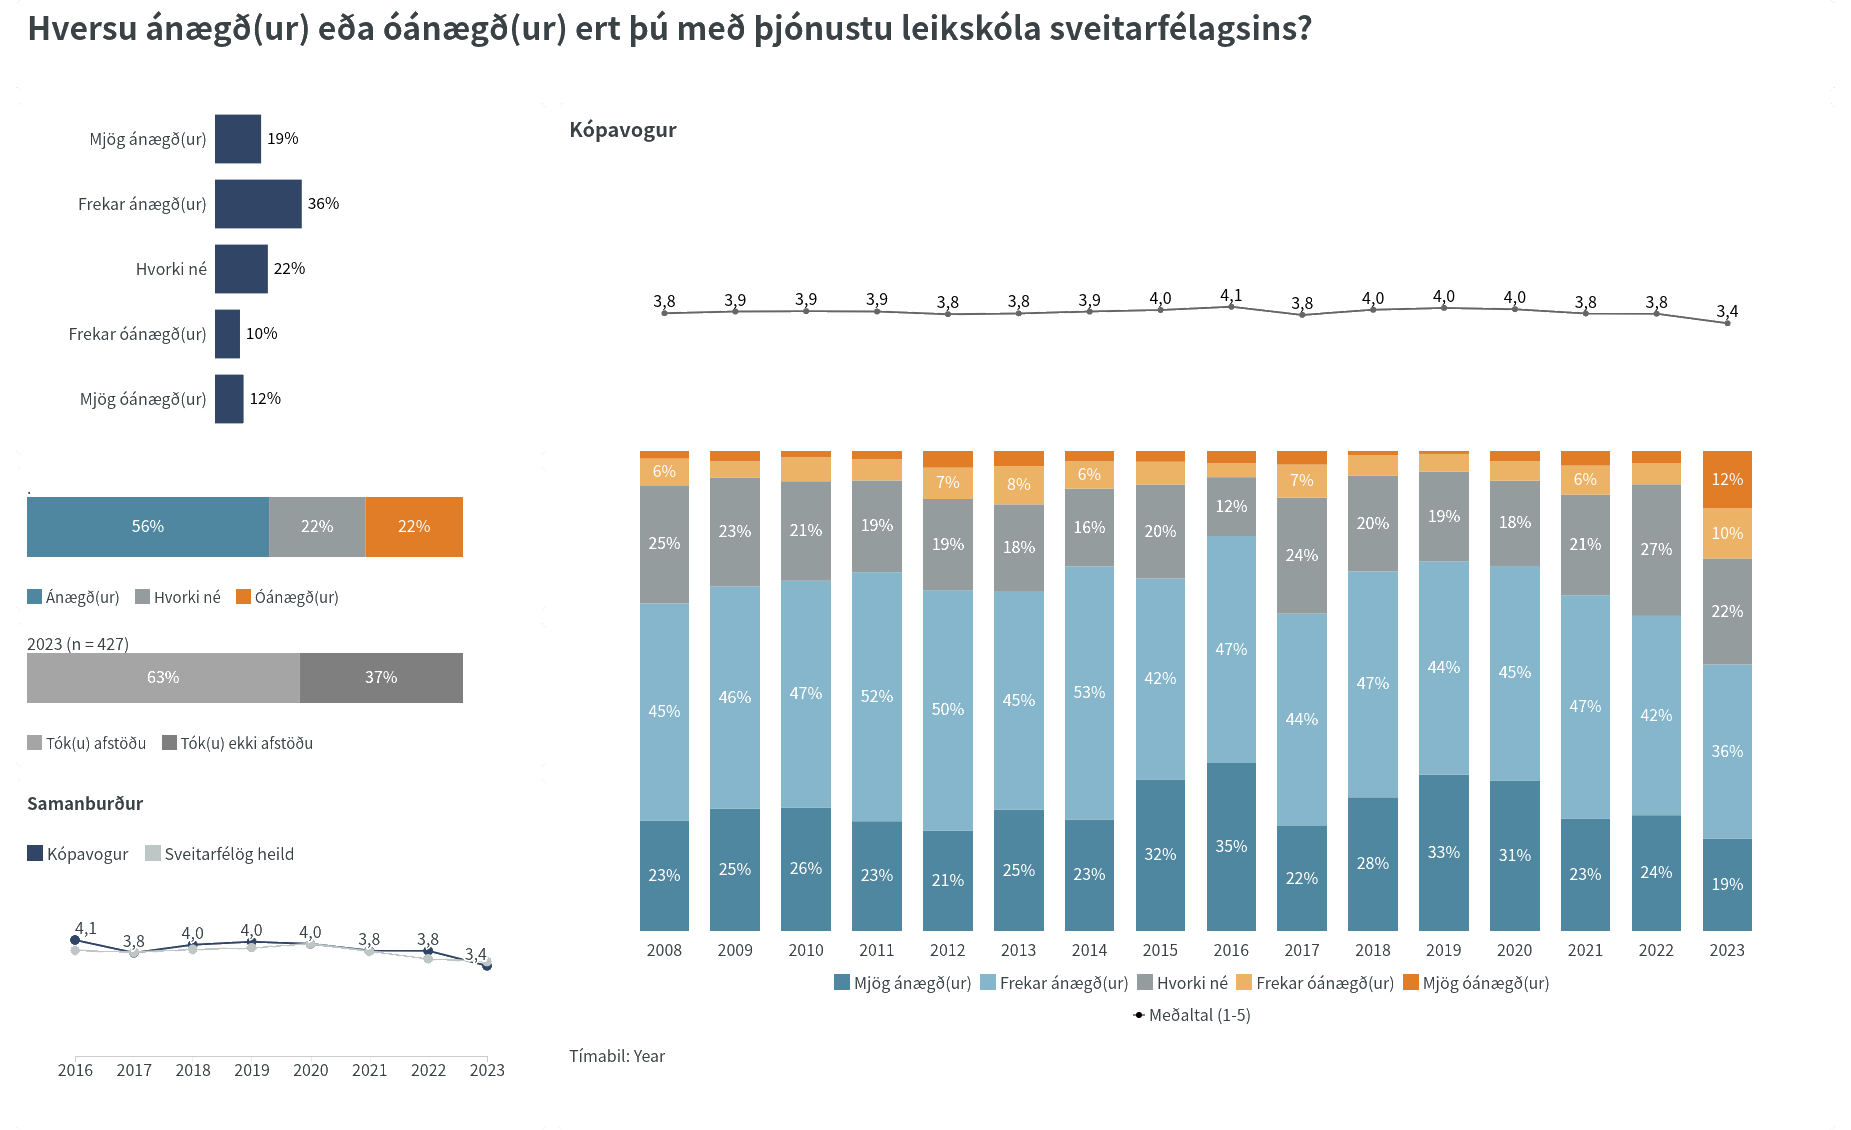 Hversu ánægð(ur) eða óánægð(ur) ert þú með þjónustu leikskóla sveitarfélagsins?
Mjög ánægð(ur) 19%
Frekar ánægð(ur) 36%
Hvorki né 22%
Frekar óánægð(ur) 10%
Mjög óánægð(ur) 12%
.
56% 22% 22%
Ánægð(ur) Hvorki né Óánægð(ur)
2023 (n = 427)
63% 37%
Tók(u) afstöðu Tók(u) ekki afstöðu
Samanburður
Kópavogur Sveitarfélög heild
4,1 3,8 4,0 4,0 4,0 3,8 3,8 3,4
2016 2017 2018 2019 2020 2021 2022 2023
Kópavogur
3,8 3,9 3,9 3,9 3,8 3,8 3,9 4,0 4,1 3,8 4,0 4,0 4,0 3,8 3,8 3,4
6% 7% 8% 6% 7% 6% 12%
10%
25% 23% 21% 19% 19% 18% 16% 20% 12% 24% 20% 19% 18% 21% 27% 22%
45% 46% 47% 52% 50% 45% 53% 42% 47% 44% 47% 44% 45% 47% 42% 36%
23% 25% 26% 23% 21% 25% 23% 32% 35% 22% 28% 33% 31% 23% 24% 19%
2008 2009 2010 2011 2012 2013 2014 2015 2016 2017 2018 2019 2020 2021 2022 2023
Mjög ánægð(ur) Frekar ánægð(ur) Hvorki né Frekar óánægð(ur) Mjög óánægð(ur)
Meðaltal (1-5)
Tímabil: Year